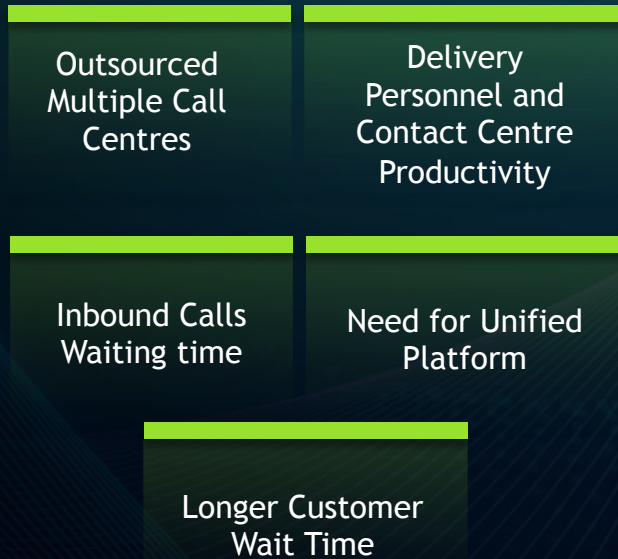 Outsourced
Multiple Call
Centres
Delivery
Personnel and
Contact Centre
Productivity
Inbound Calls
Waiting time
Need for Unified
Platform
Longer Customer
Wait Time